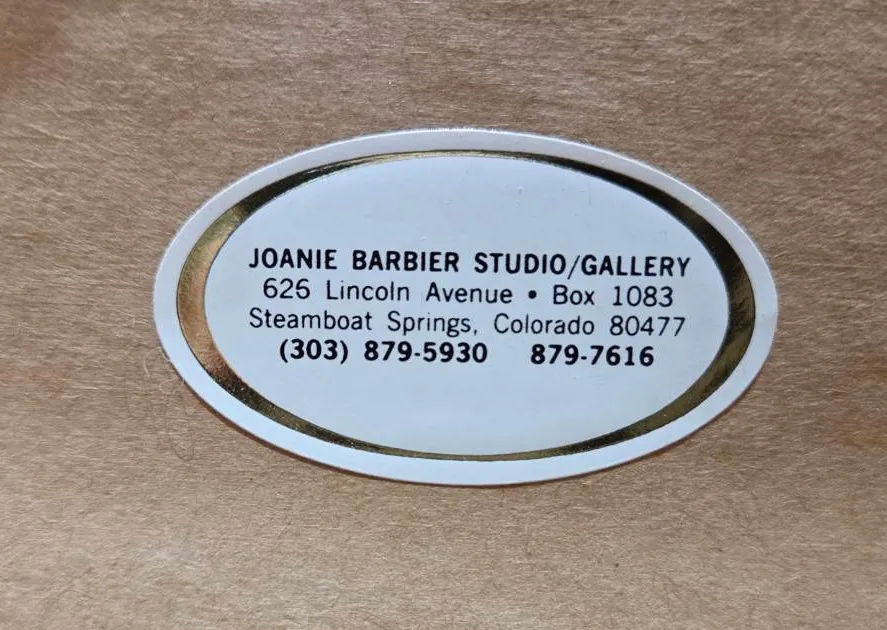 JOANIE BARBIER STUDIO/GALLERY
626 Lincoln Avenue • Box 1083
Steamboat Springs, Colorado 80477
(303) 879-5930 879-7616